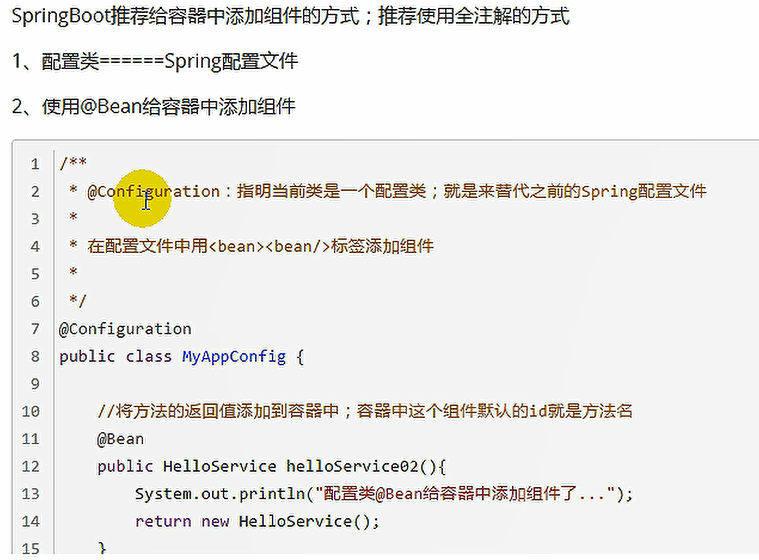 SpringBoot推荐给容器中添加组件的方式；推荐使用全注解的方式
1、配置类======Spring配置文件
2、使用@Bean给容器中添加组件
1 /**
2  * @Configuration：指明当前类是一个配置类；就是来替代之前的Spring配置文件
3  *
4  * 在配置文件中用<bean><bean/>标签添加组件
5  *
6  */
7 @Configuration
8 public class MyAppConfig {
9
10     //将方法的返回值添加到容器中；容器中这个组件默认的id就是方法名
11     @Bean
12     public HelloService helloService02(){
13         System.out.println("配置类@Bean给容器中添加组件了...");
14         return new HelloService();
15     }